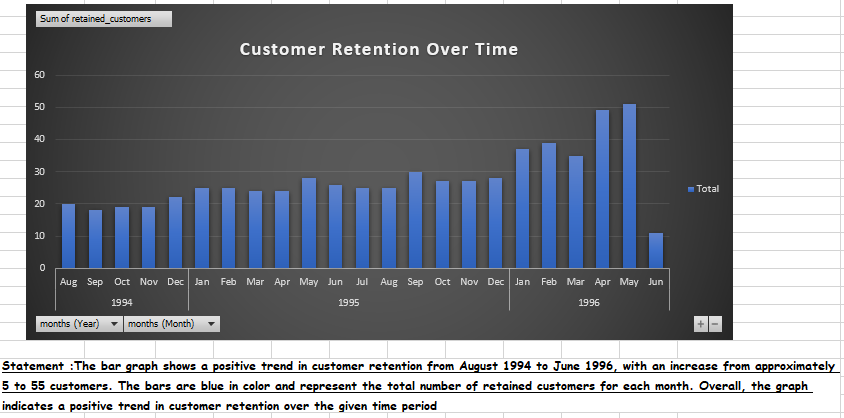 Sum of retained_customers
Customer Retention Over Time
60
50
40
30
20
10
0
Total
Aug Sep Oct Nov Dec Jan Feb Mar Apr May Jun Jul Aug Sep Oct Nov Dec Jan Feb Mar Apr May Jun
1994 1995 1996
months (Year) months (Month)
+ -
Statement :The bar graph shows a positive trend in customer retention from August 1994 to June 1996, with an increase from approximately
5 to 55 customers. The bars are blue in color and represent the total number of retained customers for each month. Overall, the graph
indicates a positive trend in customer retention over the given time period